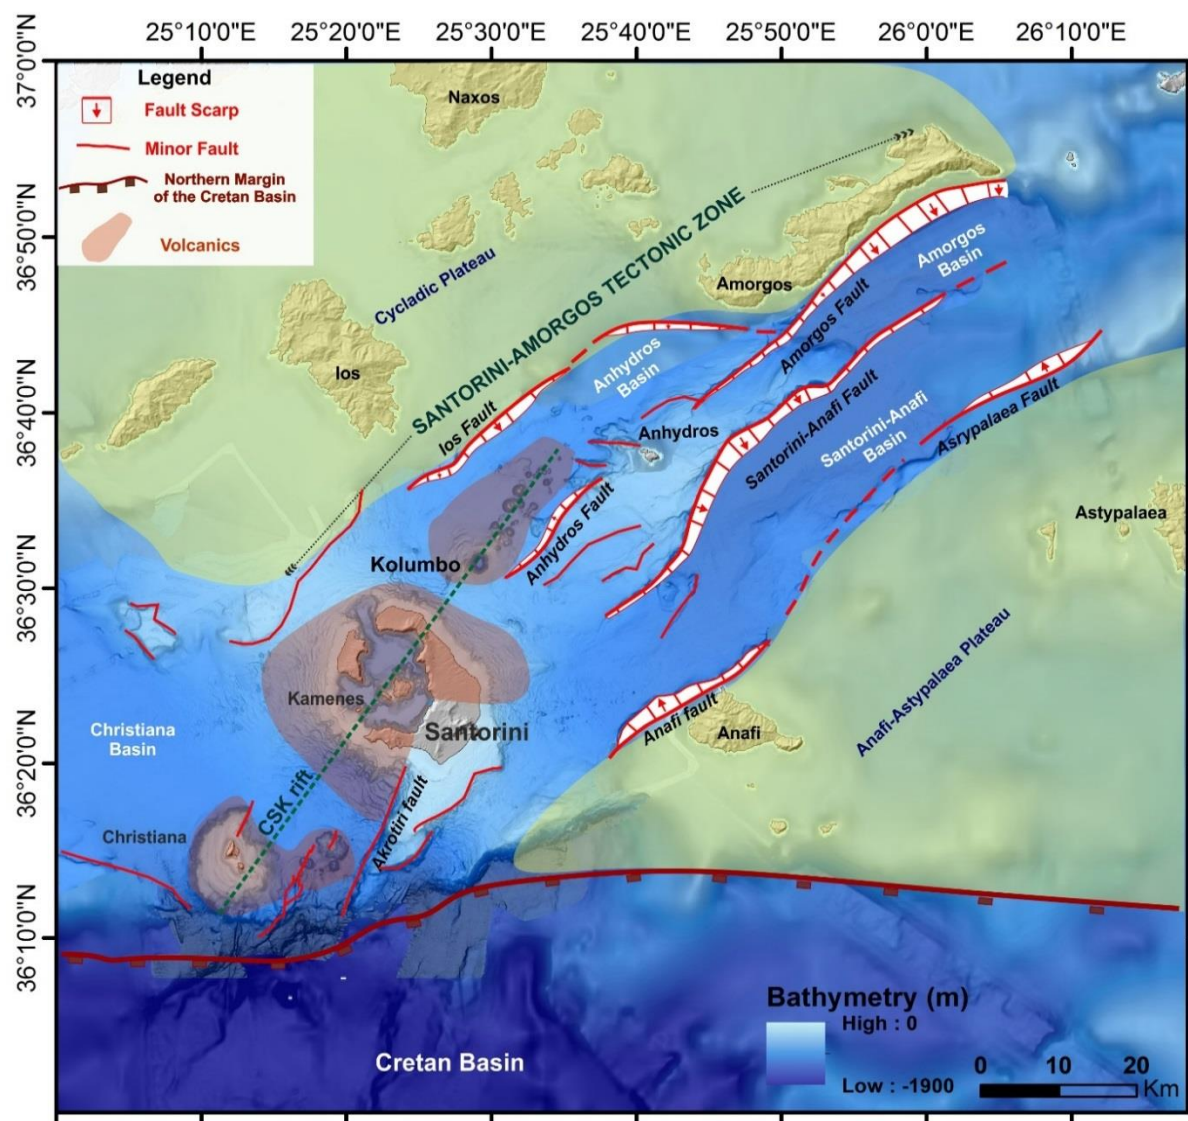 25°10'0"E
25°20'0"E
25°30'0"E
25°40'0"E
25°50'0"E
26°0'0"E
26°10'0"E
37°0'0"N
36°50'0"N
36°40'0"N
36°30'0"N
36°20'0"N
36°10'0"N
Legend
Fault Scarp
Minor Fault
Northern Margin
of the Cretan Basin
Volcanics
Naxos
Cycladic Plateau
SANTORINI-AMORGOS TECTONIC ZONE
Amorgos
Amorgos
Basin
Amorgos Fault
Ios
Anhydros
Basin
Ios Fault
Anhydros
Santorini-Anafi Fault
Santorini-Anafi
Basin
Asrypalaea Fault
Astypalaea
Anhydros Fault
Kolumbo
Kamenes
Santorini
Anafi fault
Anafi
Anafi-Astypalaea Plateau
Christiana
Basin
CSK rift
Christiana
Akrotiri fault
Cretan Basin
Bathymetry (m)
High : 0
Low : -1900
0 10 20
Km